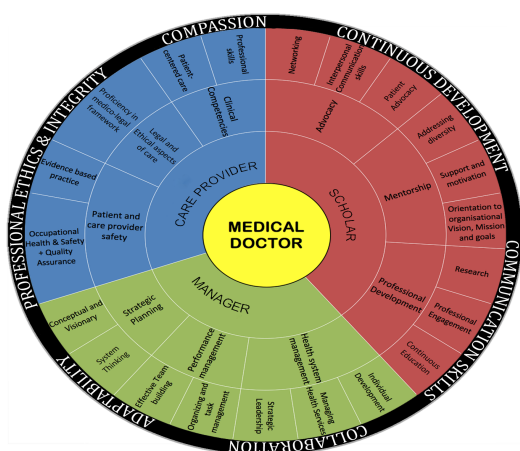 COMPASSION
CONTINUOUS DEVELOPMENT
COMMUNICATION SKILLS
COLLABORATION
ADAPTABILITY
PROFESSIONAL ETHICS & INTEGRITY
MEDICAL
DOCTOR
CARE PROVIDER
Clinical
Competencies
Professional
skills
Patient-
centered care
Legal and
Ethical aspects
of care
Proficiency in
medico-legal
framework
Patient and
care provider
safety
Evidence based
practice
Occupational
Health & Safety
+ Quality
Assurance
SCHOLAR
Advocacy
Networking
Interpersonal
Communication
skills
Patient
Advocacy
Mentorship
Addressing
diversity
Support and
motivation
Orientation to
organisational
Vision, Mission
and goals
Professional
Development
Research
Professional
Engagement
Continuous
Education
MANAGER
Strategic
Planning
Conceptual and
Visionary
System
Thinking
Performance
management
Effective Team
building
Organizing and
task
management
Health system
management
Strategic
Leadership
Managing
Health Services
Individual
Development